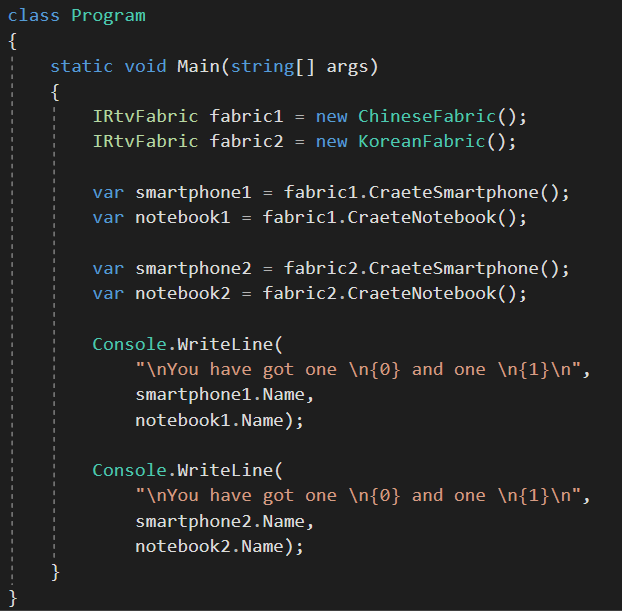 class Program
{
static void Main(string[] args)
{
IRtvFabric fabric1 = new ChineseFabric();
IRtvFabric fabric2 = new KoreanFabric();
var smartphone1 = fabric1.CraeteSmartphone();
var notebook1 = fabric1.CraeteNotebook();
var smartphone2 = fabric2.CraeteSmartphone();
var notebook2 = fabric2.CraeteNotebook();
Console.WriteLine(
"\nYou have got one \n{0} and one \n{1}\n",
smartphone1.Name,
notebook1.Name);
Console.WriteLine(
"\nYou have got one \n{0} and one \n{1}\n",
smartphone2.Name,
notebook2.Name);
}
}